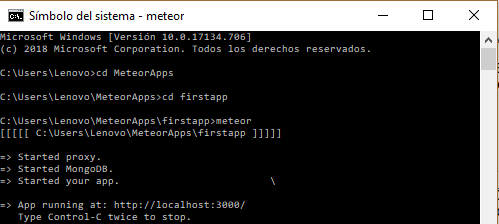 Símbolo del sistema - meteor
Microsoft Windows [Versión 10.0.17134.706]
(c) 2018 Microsoft Corporation. Todos los derechos reservados.
C:\Users\Lenovo>cd MeteorApps
C:\Users\Lenovo\MeteorApps>cd firstapp
C:\Users\Lenovo\MeteorApps\firstapp>meteor
[[[[[ C:\Users\Lenovo\MeteorApps\firstapp ]]]]]
=> Started proxy.
=> Started MongoDB.
=> Started your app. \
=> App running at: http://localhost:3000/
Type Control-C twice to stop.